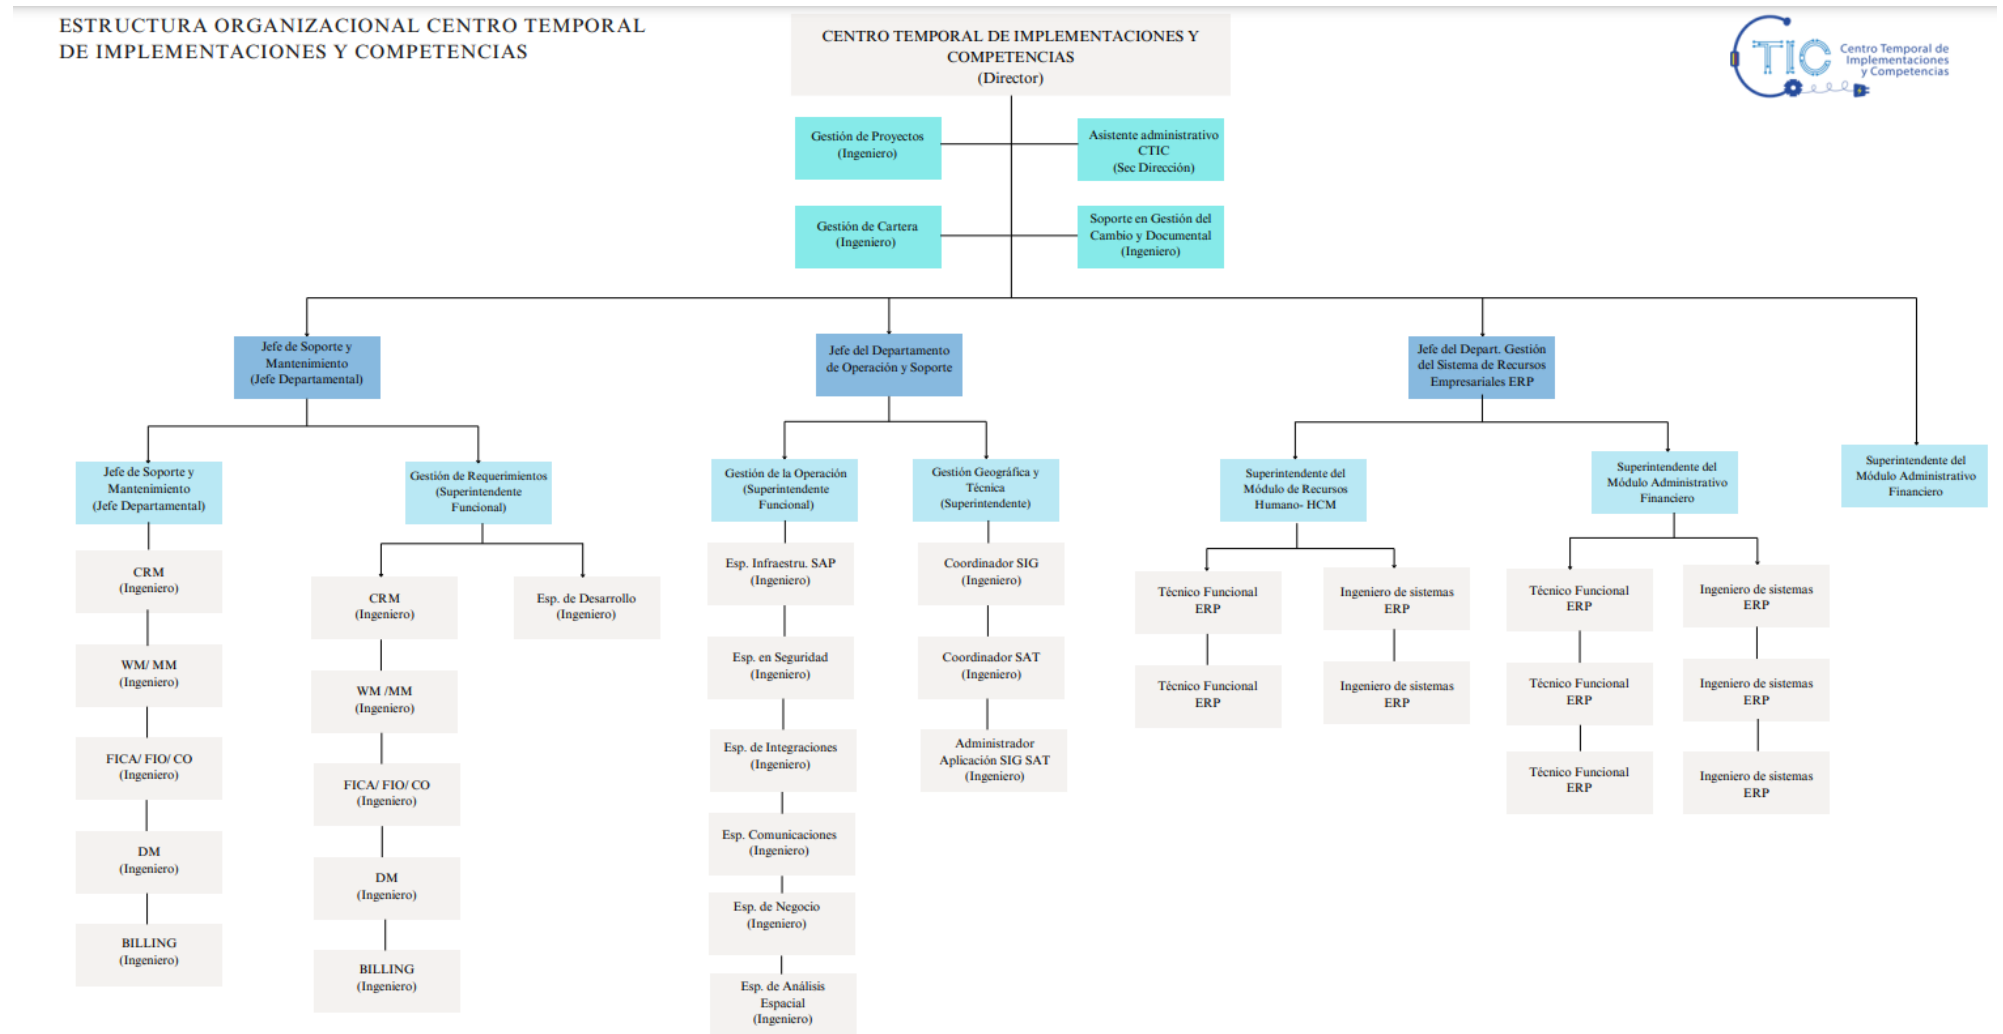 ESTRUCTURA ORGANIZACIONAL CENTRO TEMPORAL
DE IMPLEMENTACIONES Y COMPETENCIAS
CENTRO TEMPORAL DE IMPLEMENTACIONES Y
COMPETENCIAS
(Director)
CTIC
Centro Temporal de
Implementaciones
y Competencias
Gestión de Proyectos
(Ingeniero)
Asistente administrativo
CTIC
(Sec Dirección)
Gestión de Cartera
(Ingeniero)
Soporte en Gestión del
Cambio y Documental
(Ingeniero)
Jefe de Soporte y
Mantenimiento
(Jefe Departamental)
Jefe del Departamento
de Operación y Soporte
Jefe del Depart. Gestión
del Sistema de Recursos
Empresariales ERP
Jefe de Soporte y
Mantenimiento
(Jefe Departamental)
Gestión de Requerimientos
(Superintendente
Funcional)
Gestión de la Operación
(Superintendente
Funcional)
Gestión Geográfica y
Técnica
(Superintendente)
Superintendente del
Módulo de Recursos
Humano- HCM
Superintendente del
Módulo Administrativo
Financiero
Superintendente del
Módulo Administrativo
Financiero
CRM
(Ingeniero)
WM/ MM
(Ingeniero)
FICA/ FIO/ CO
(Ingeniero)
DM
(Ingeniero)
BILLING
(Ingeniero)
CRM
(Ingeniero)
WM /MM
(Ingeniero)
FICA/ FIO/ CO
(Ingeniero)
DM
(Ingeniero)
BILLING
(Ingeniero)
Esp. de Desarrollo
(Ingeniero)
Esp. Infraestru. SAP
(Ingeniero)
Esp. en Seguridad
(Ingeniero)
Esp. de Integraciones
(Ingeniero)
Esp. Comunicaciones
(Ingeniero)
Esp. de Negocio
(Ingeniero)
Esp. de Análisis
Espacial
(Ingeniero)
Coordinador SIG
(Ingeniero)
Coordinador SAT
(Ingeniero)
Administrador
Aplicación SIG SAT
(Ingeniero)
Técnico Funcional
ERP
Técnico Funcional
ERP
Ingeniero de sistemas
ERP
Ingeniero de sistemas
ERP
Técnico Funcional
ERP
Técnico Funcional
ERP
Técnico Funcional
ERP
Ingeniero de sistemas
ERP
Ingeniero de sistemas
ERP
Ingeniero de sistemas
ERP